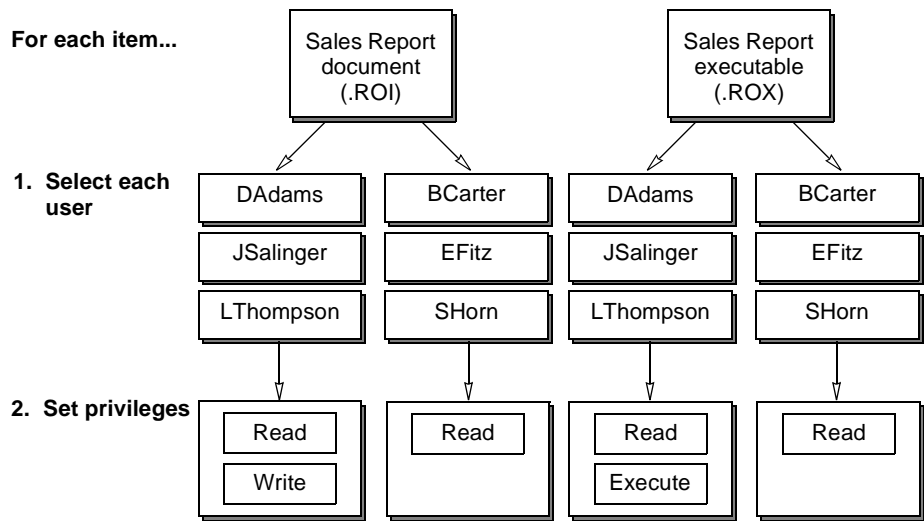 For each item...
Sales Report
document
(.ROI)
Sales Report
executable
(.ROX)
1. Select each
user
DAdams
BCarter
DAdams
BCarter
JSalinger
EFitz
JSalinger
EFitz
LThompson
SHorn
LThompson
SHorn
2. Set privileges
Read
Read
Read
Read
Write
Execute